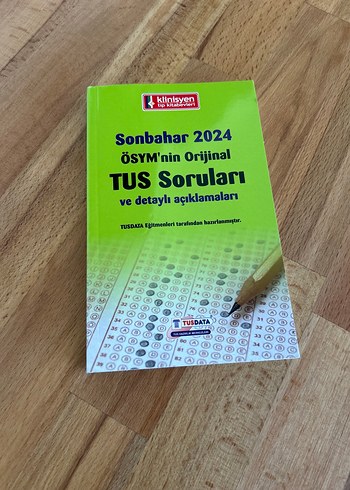 klinisyen
tıp kitabevleri
Sonbahar 2024
ÖSYM'nin Orijinal
TUS Soruları
ve detaylı açıklamaları
TUSDATA Eğitmenleri tarafından hazırlanmıştır.
TUSDATA